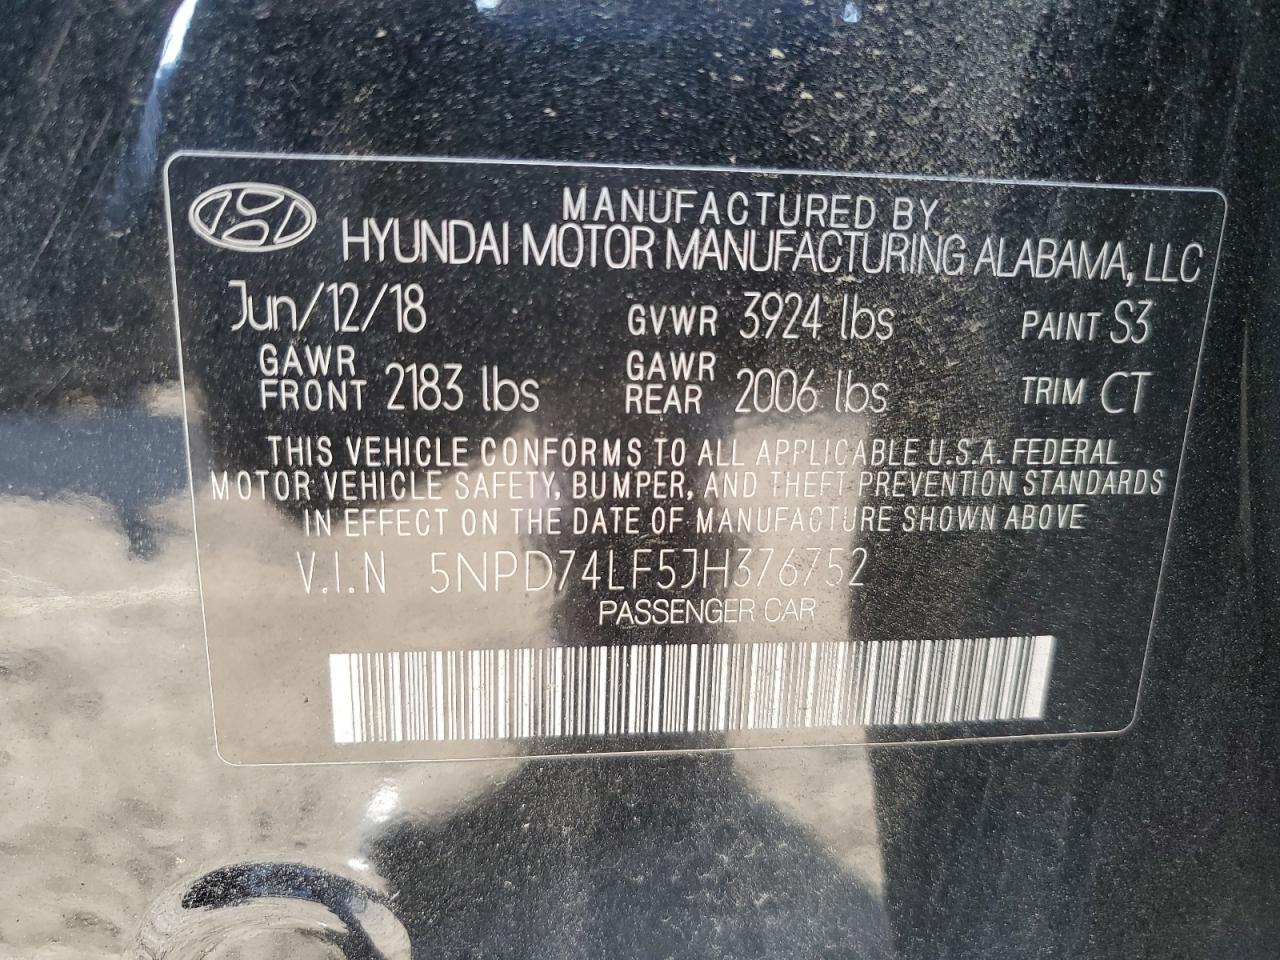 MANUFACTURED BY
HYUNDAI MOTOR MANUFACTURING ALABAMA, LLC
Jun/12/18 GVWR 3924 lbs PAINT S3
GAWR FRONT 2183 lbs GAWR REAR 2006 lbs TRIM CT
THIS VEHICLE CONFORMS TO ALL APPLICABLE U.S.A. FEDERAL
MOTOR VEHICLE SAFETY, BUMPER, AND THEFT PREVENTION STANDARDS
IN EFFECT ON THE DATE OF MANUFACTURE SHOWN ABOVE
V.I.N 5NPD74LF5JH376752
PASSENGER CAR